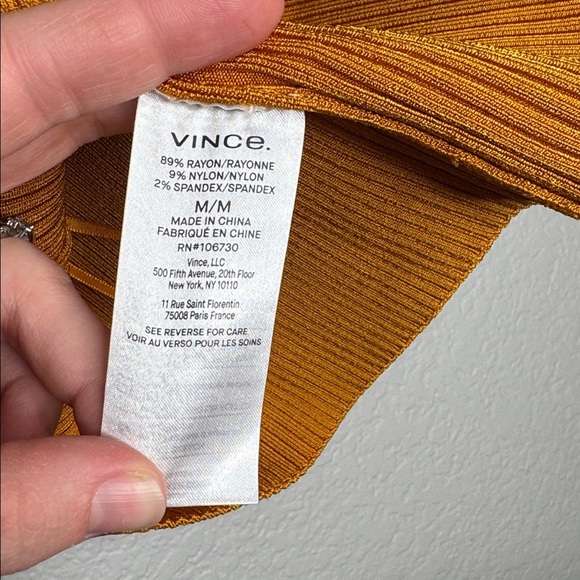 VINCE.
89% RAYON/RAYONNE
9% NYLON/NYLON
2% SPANDEX/SPANDEX
M/M
MADE IN CHINA
FABRIQUÉ EN CHINE
RN#106730
Vince, LLC
500 Fifth Avenue, 20th Floor
New York, NY 10110
11 Rue Saint Florentin
75008 Paris France
SEE REVERSE FOR CARE
VOIR AU VERSO POUR LES SOINS